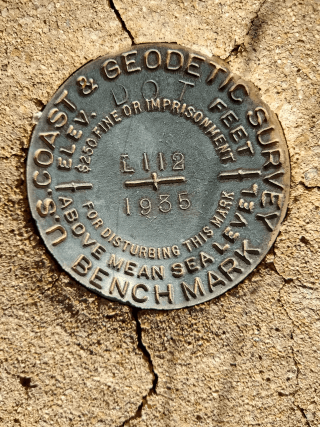 U.S. COAST & GEODETIC SURVEY
BENCH MARK
ELEV. DOT FEET
ABOVE MEAN SEA LEVEL
$250 FINE OR IMPRISONMENT
FOR DISTURBING THIS MARK
L 112
1935